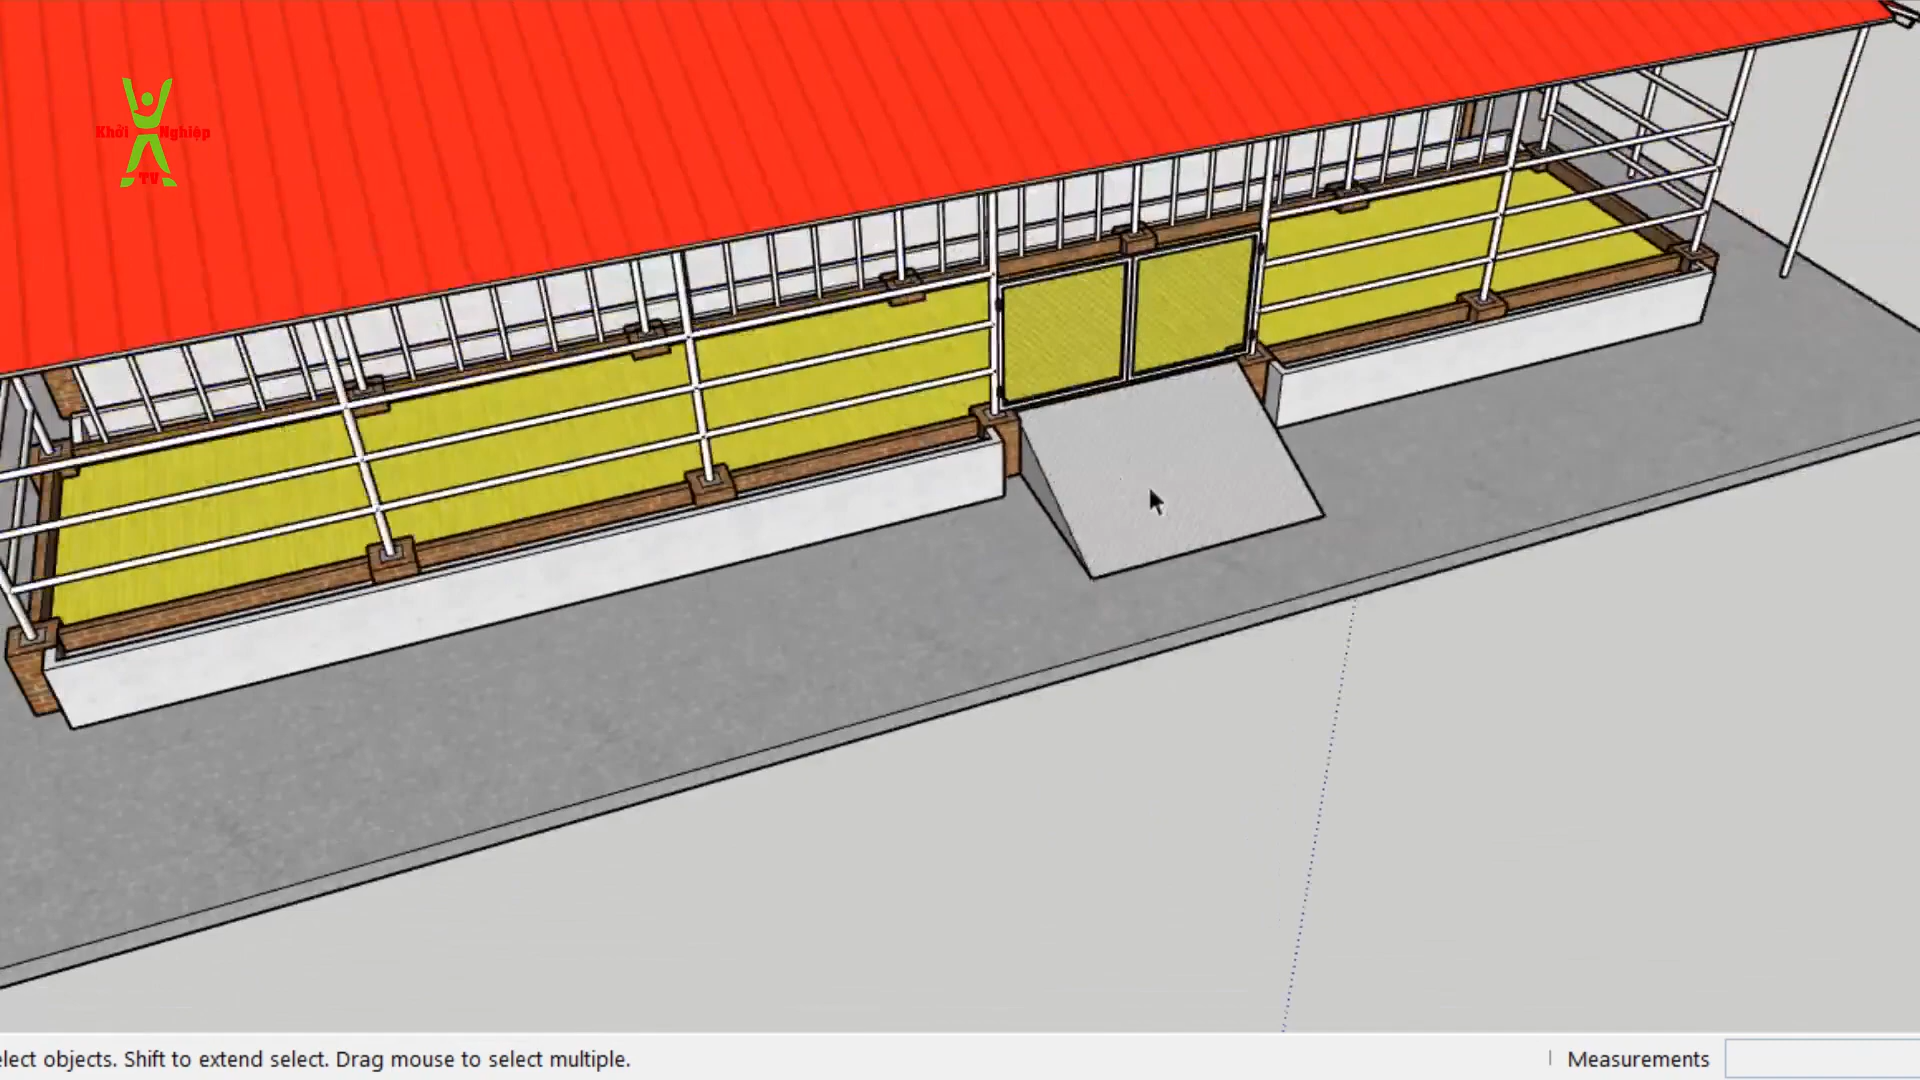 Khởi Nghiệp
TV
elect objects. Shift to extend select. Drag mouse to select multiple.
Measurements